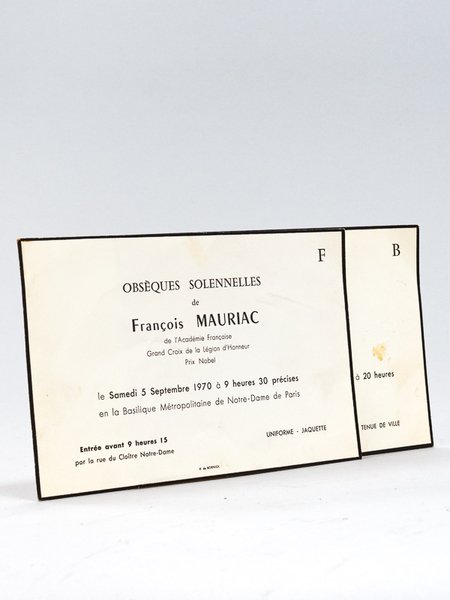 F
OBSÈQUES SOLENNELLES
de
François MAURIAC
de l'Académie Française
Grand Croix de la Légion d'Honneur
Prix Nobel
le Samedi 5 Septembre 1970 à 9 heures 30 précises
en la Basilique Métropolitaine de Notre-Dame de Paris
Entrée avant 9 heures 15
par la rue du Cloître Notre-Dame
UNIFORME - JAQUETTE
B
à 20 heures
TENUE DE VILLE